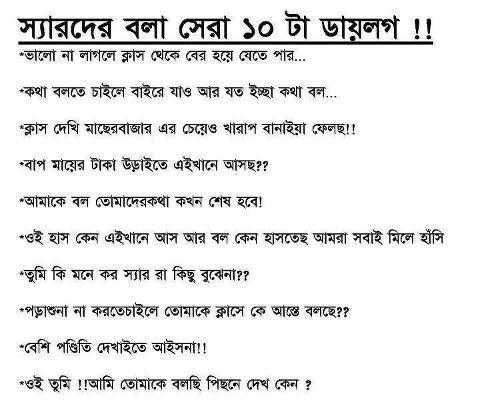 স্যারদের বলা সেরা ১০ টা ডায়লগ !!
*ভালো না লাগলে ক্লাস থেকে বের হয়ে যেতে পার...
*কথা বলতে চাইলে বাইরে যাও আর যত ইচ্ছা কথা বল...
*ক্লাস দেখি মাছেরবাজার এর চেয়েও খারাপ বানাইয়া ফেলছ!!
*বাপ মায়ের টাকা উড়াইতে এইখানে আসছ??
*আমাকে বল তোমাদেরকথা কখন শেষ হবে!
*ওই হাস কেন এইখানে আস আর বল কেন হাসতেছ আমরা সবাই মিলে হাঁসি
*তুমি কি মনে কর স্যার রা কিছু বুঝেনা??
*পড়াশুনা না করতেচাইলে তোমাকে ক্লাসে কে আস্তে বলছে??
*বেশি পণ্ডিতি দেখাইতে আইসনা!!
*ওই তুমি !!আমি তোমাকে বলছি পিছনে দেখ কেন ?